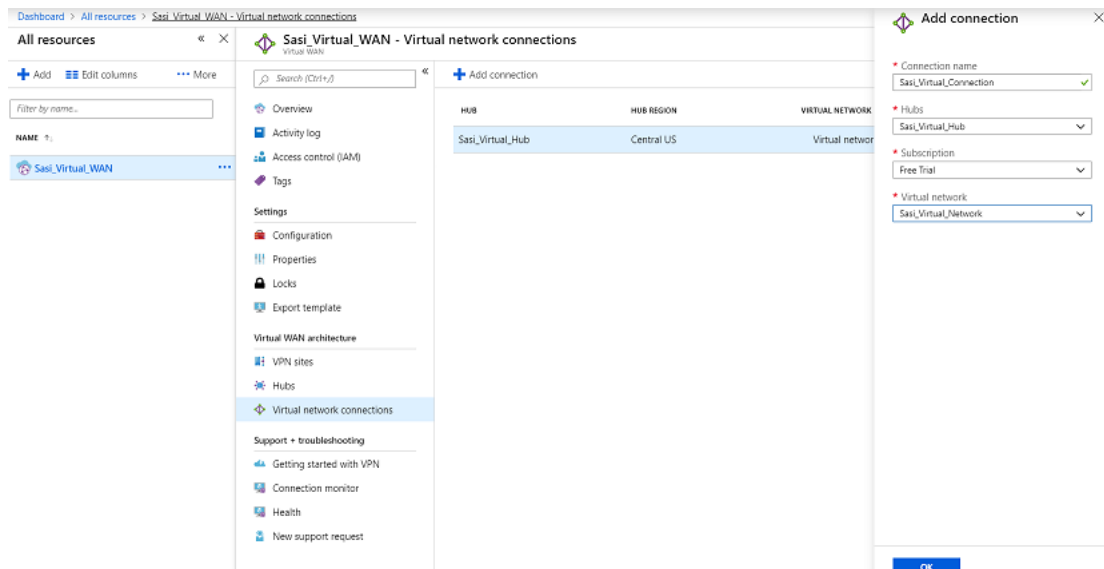 Dashboard > All resources > Sasi_Virtual_WAN - Virtual network connections
All resources
« ×
Add Edit columns ••• More
Filter by name...
NAME ↑↓
Sasi_Virtual_WAN •••
Sasi_Virtual_WAN - Virtual network connections
Virtual WAN
Search (Ctrl+/)
«
Overview
Activity log
Access control (IAM)
Tags
Settings
Configuration
Properties
Locks
Export template
Virtual WAN architecture
VPN sites
Hubs
Virtual network connections
Support + troubleshooting
Getting started with VPN
Connection monitor
Health
New support request
Add connection
HUB HUB REGION VIRTUAL NETWORK
Sasi_Virtual_Hub Central US Virtual networ
Add connection
×
* Connection name
Sasi_Virtual_Connection
* Hubs
Sasi_Virtual_Hub
* Subscription
Free Trial
* Virtual network
Sasi_Virtual_Network
OK